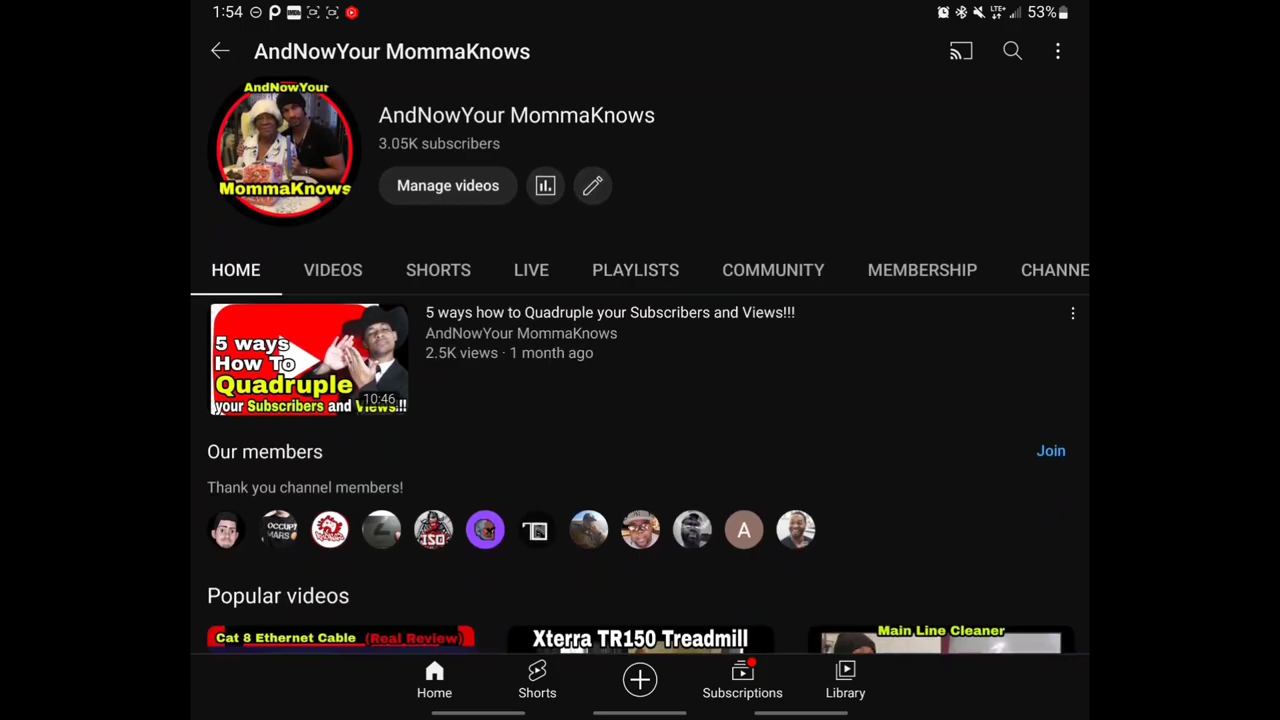 1:54
LTE+
53%
AndNowYour MommaKnows
AndNowYour
MommaKnows
AndNowYour MommaKnows
3.05K subscribers
Manage videos
HOME VIDEOS SHORTS LIVE PLAYLISTS COMMUNITY MEMBERSHIP CHANNE
5 ways
How To
Quadruple
your Subscribers and Views!!!
10:46
5 ways how to Quadruple your Subscribers and Views!!!
AndNowYour MommaKnows
2.5K views · 1 month ago
Our members
Join
Thank you channel members!
OCCUPY
MARS
ISO
A
Popular videos
Cat 8 Ethernet Cable (Real Review)
Xterra TR150 Treadmill
Main Line Cleaner
Home Shorts Subscriptions Library